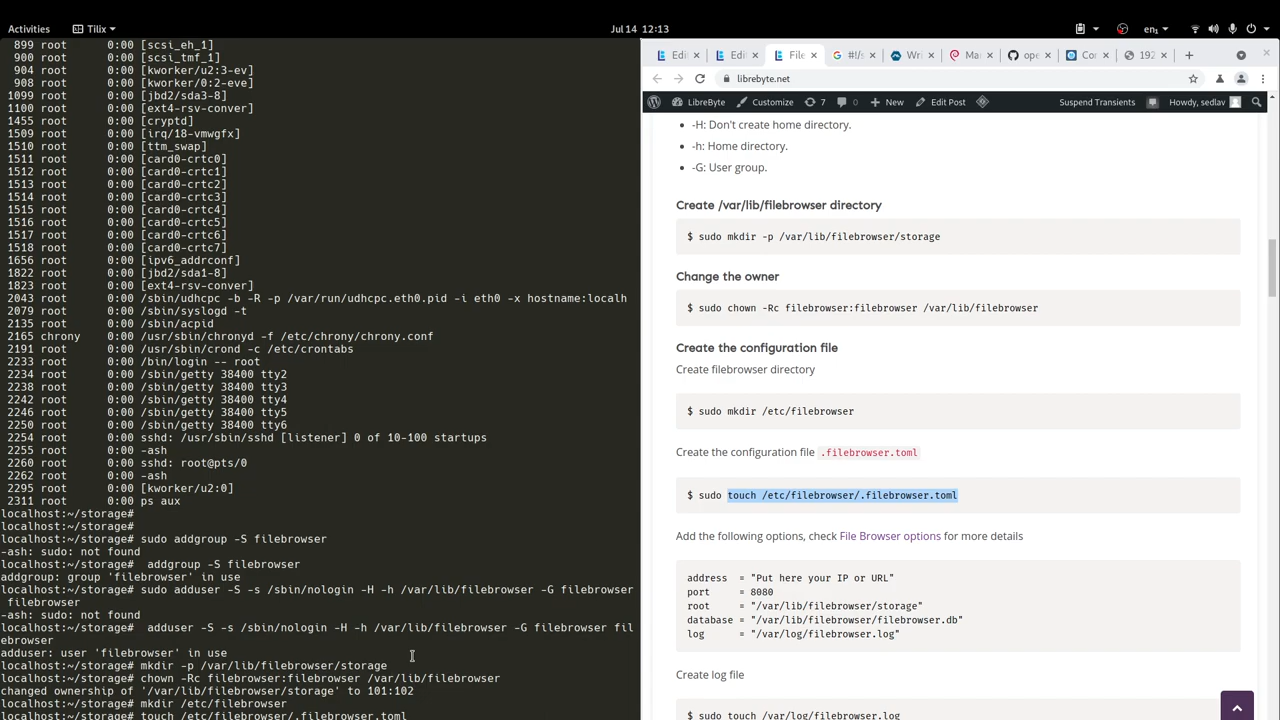 Activities
Tilix
Jul 14 12:13
en₁
899 root 0:00 [scsi_eh_1]
900 root 0:00 [scsi_tmf_1]
904 root 0:00 [kworker/u2:3-ev]
908 root 0:00 [kworker/0:2-eve]
1099 root 0:00 [jbd2/sda3-8]
1100 root 0:00 [ext4-rsv-conver]
1455 root 0:00 [cryptd]
1509 root 0:00 [irq/18-vmwgfx]
1510 root 0:00 [ttm_swap]
1511 root 0:00 [card0-crtc0]
1512 root 0:00 [card0-crtc1]
1513 root 0:00 [card0-crtc2]
1514 root 0:00 [card0-crtc3]
1515 root 0:00 [card0-crtc4]
1516 root 0:00 [card0-crtc5]
1517 root 0:00 [card0-crtc6]
1518 root 0:00 [card0-crtc7]
1656 root 0:00 [ipv6_addrconf]
1822 root 0:00 [jbd2/sda1-8]
1823 root 0:00 [ext4-rsv-conver]
2043 root 0:00 /sbin/udhcpc -b -R -p /var/run/udhcpc.eth0.pid -i eth0 -x hostname:localh
2079 root 0:00 /sbin/syslogd -t
2135 root 0:00 /sbin/acpid
2165 chrony 0:00 /usr/sbin/chronyd -f /etc/chrony/chrony.conf
2191 root 0:00 /usr/sbin/crond -c /etc/crontabs
2233 root 0:00 /bin/login -- root
2234 root 0:00 /sbin/getty 38400 tty2
2238 root 0:00 /sbin/getty 38400 tty3
2242 root 0:00 /sbin/getty 38400 tty4
2246 root 0:00 /sbin/getty 38400 tty5
2250 root 0:00 /sbin/getty 38400 tty6
2254 root 0:00 sshd: /usr/sbin/sshd [listener] 0 of 10-100 startups
2255 root 0:00 -ash
2260 root 0:00 sshd: root@pts/0
2262 root 0:00 -ash
2295 root 0:00 [kworker/u2:0]
2311 root 0:00 ps aux
localhost:~/storage#
localhost:~/storage#
localhost:~/storage# sudo addgroup -S filebrowser
-ash: sudo: not found
localhost:~/storage#  addgroup -S filebrowser
addgroup: group 'filebrowser' in use
localhost:~/storage# sudo adduser -S -s /sbin/nologin -H -h /var/lib/filebrowser -G filebrowser
filebrowser
-ash: sudo: not found
localhost:~/storage#  adduser -S -s /sbin/nologin -H -h /var/lib/filebrowser -G filebrowser fil
ebrowser
adduser: user 'filebrowser' in use
localhost:~/storage# mkdir -p /var/lib/filebrowser/storage
localhost:~/storage# chown -Rc filebrowser:filebrowser /var/lib/filebrowser
changed ownership of '/var/lib/filebrowser/storage' to 101:102
localhost:~/storage# mkdir /etc/filebrowser
localhost:~/storage# touch /etc/filebrowser/.filebrowser.toml
Edi
Edi
File
#!/s
Wri
Mar
ope
Con
192
librebyte.net
LibreByte
Customize
7
0
New
Edit Post
Suspend Transients
Howdy, sedlav
-H: Don't create home directory.
-h: Home directory.
-G: User group.
Create /var/lib/filebrowser directory
$ sudo mkdir -p /var/lib/filebrowser/storage
Change the owner
$ sudo chown -Rc filebrowser:filebrowser /var/lib/filebrowser
Create the configuration file
Create filebrowser directory
$ sudo mkdir /etc/filebrowser
Create the configuration file .filebrowser.toml
$ sudo touch /etc/filebrowser/.filebrowser.toml
Add the following options, check File Browser options for more details
address = "Put here your IP or URL"
port = 8080
root = "/var/lib/filebrowser/storage"
database = "/var/lib/filebrowser/filebrowser.db"
log = "/var/log/filebrowser.log"
Create log file
$ sudo touch /var/log/filebrowser.log